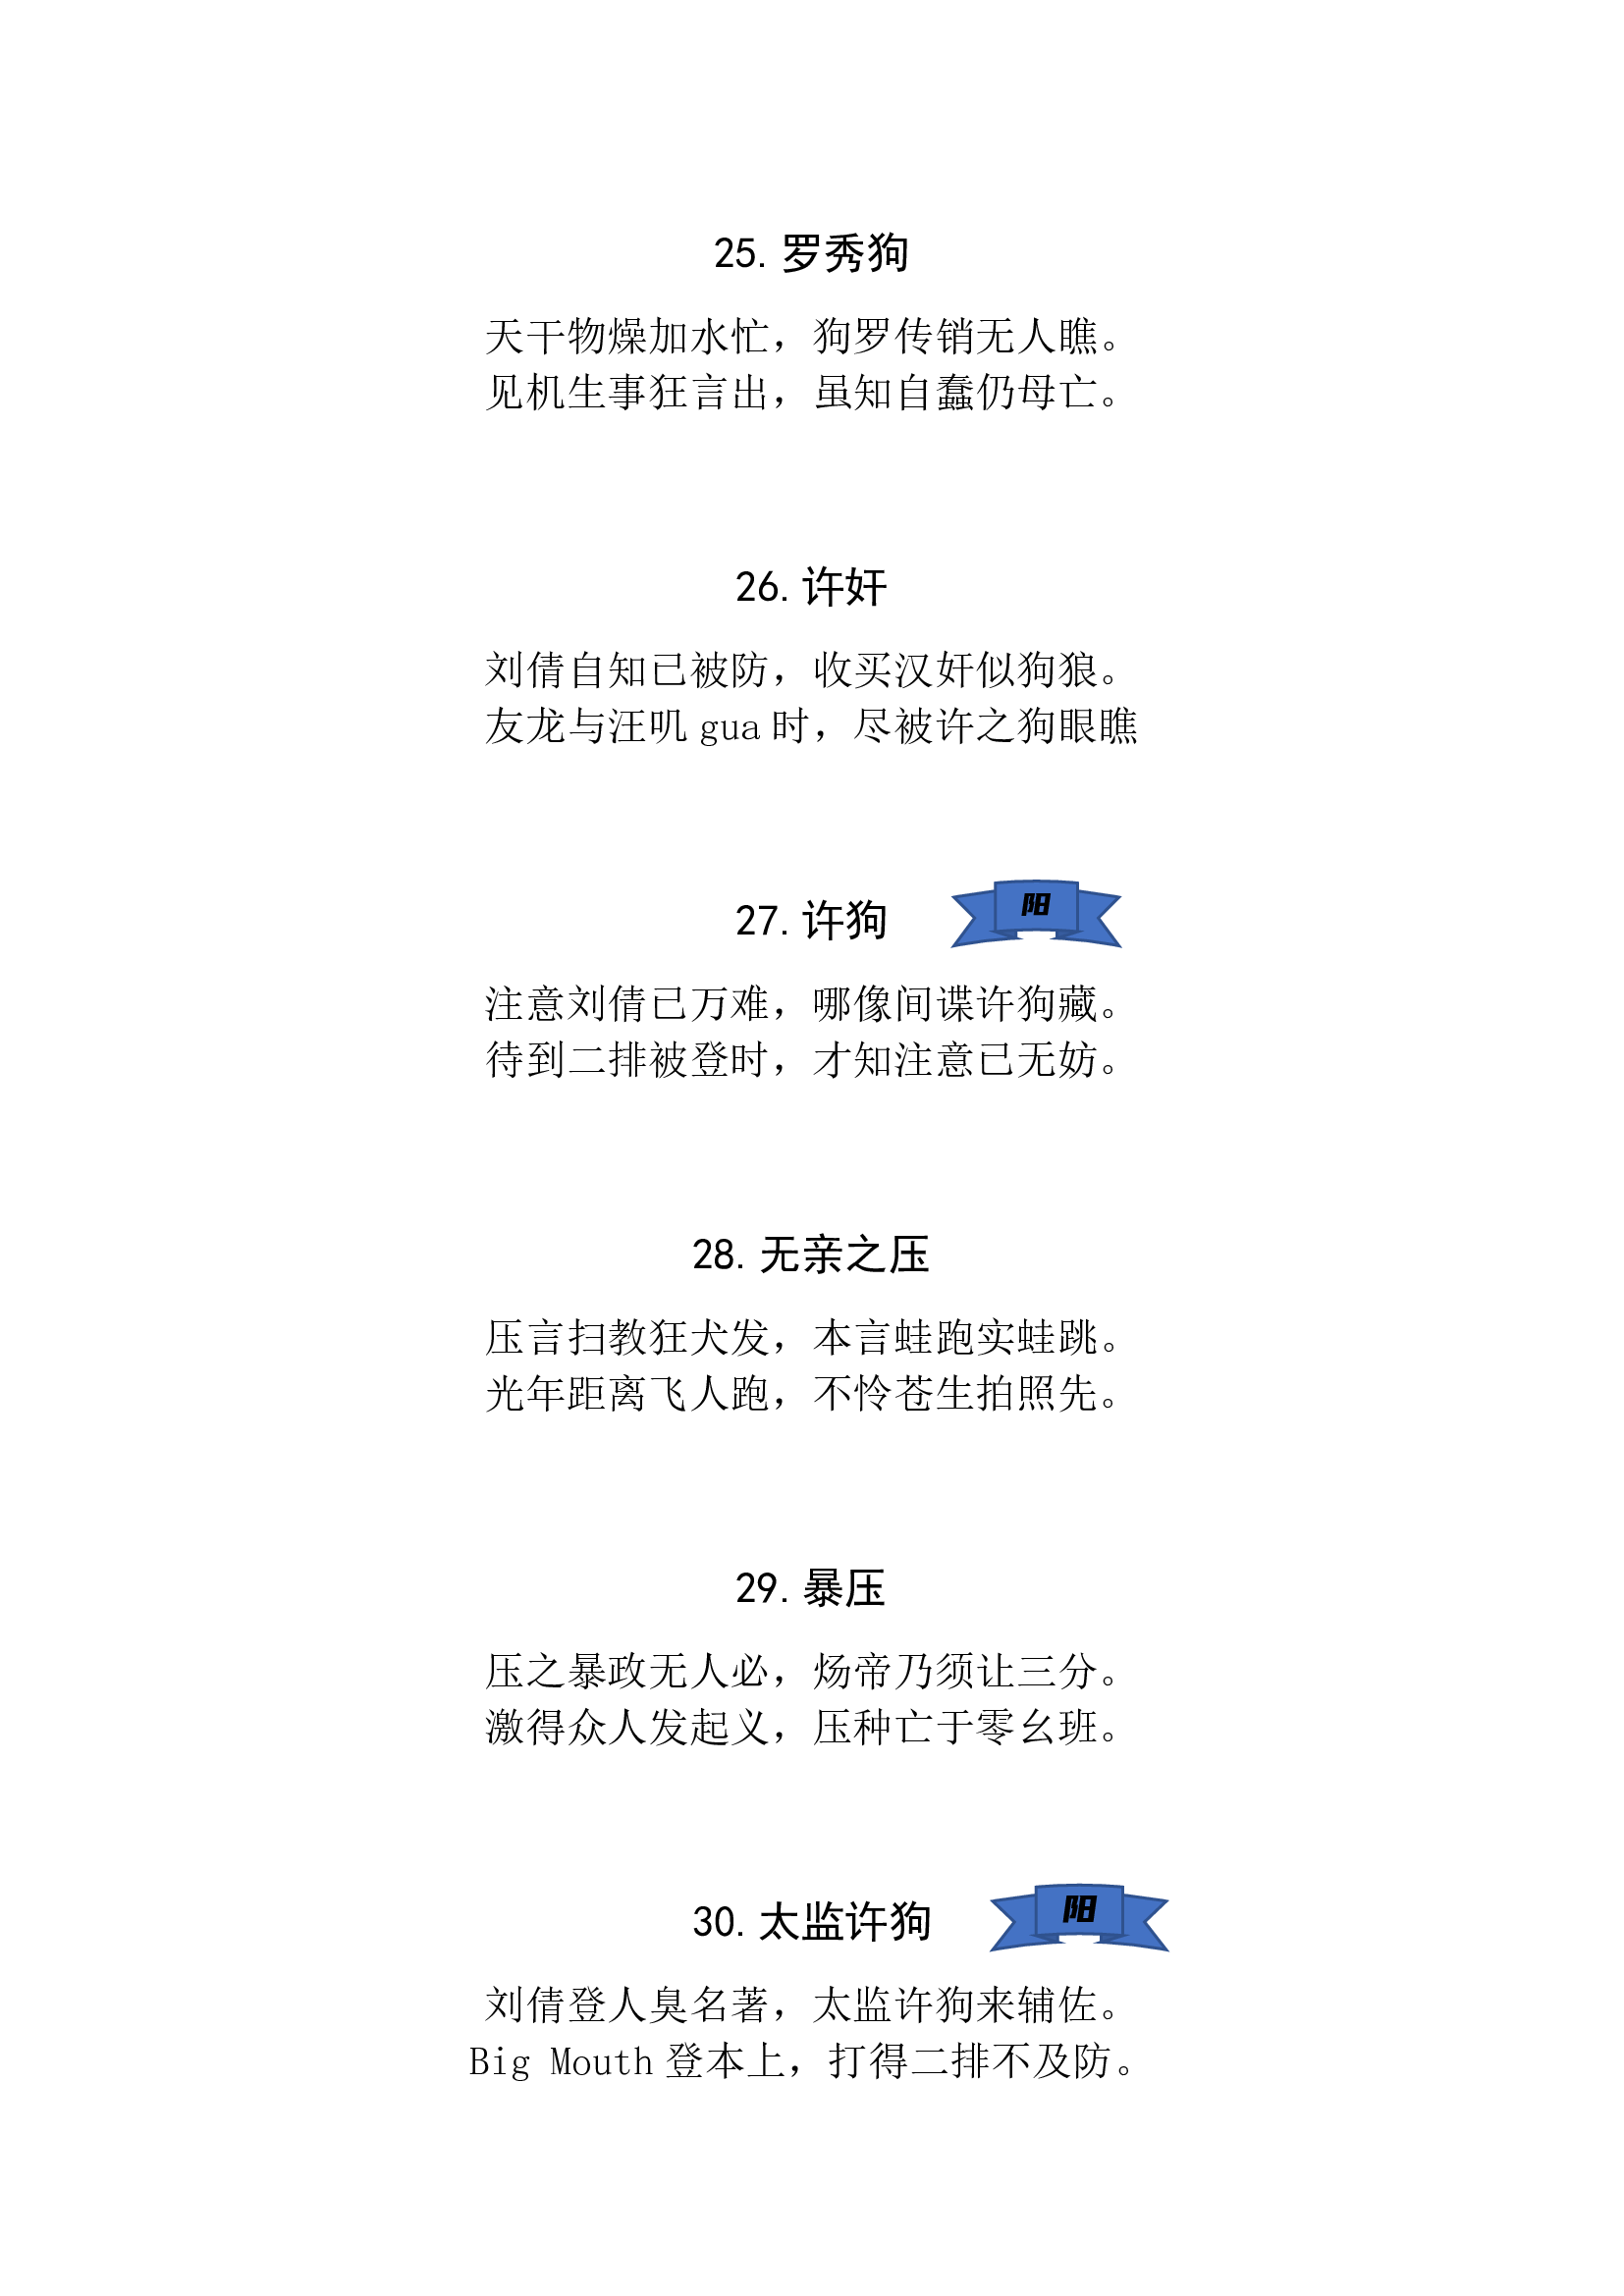 25.罗秀狗
天干物燥加水忙，狗罗传销无人瞧。
见机生事狂言出，虽知自蠢仍母亡。
26.许奸
刘倩自知已被防，收买汉奸似狗狼。
友龙与汪叽 gua 时，尽被许之狗眼瞧
27.许狗
阳
注意刘倩已万难，哪像间谍许狗藏。
待到二排被登时，才知注意已无妨。
28.无亲之压
压言扫教狂犬发，本言蛙跑实蛙跳。
光年距离飞人跑，不怜苍生拍照先。
29.暴压
压之暴政无人必，炀帝乃须让三分。
激得众人发起义，压种亡于零幺班。
30.太监许狗
阳
刘倩登人臭名著，太监许狗来辅佐。
Big Mouth 登本上，打得二排不及防。